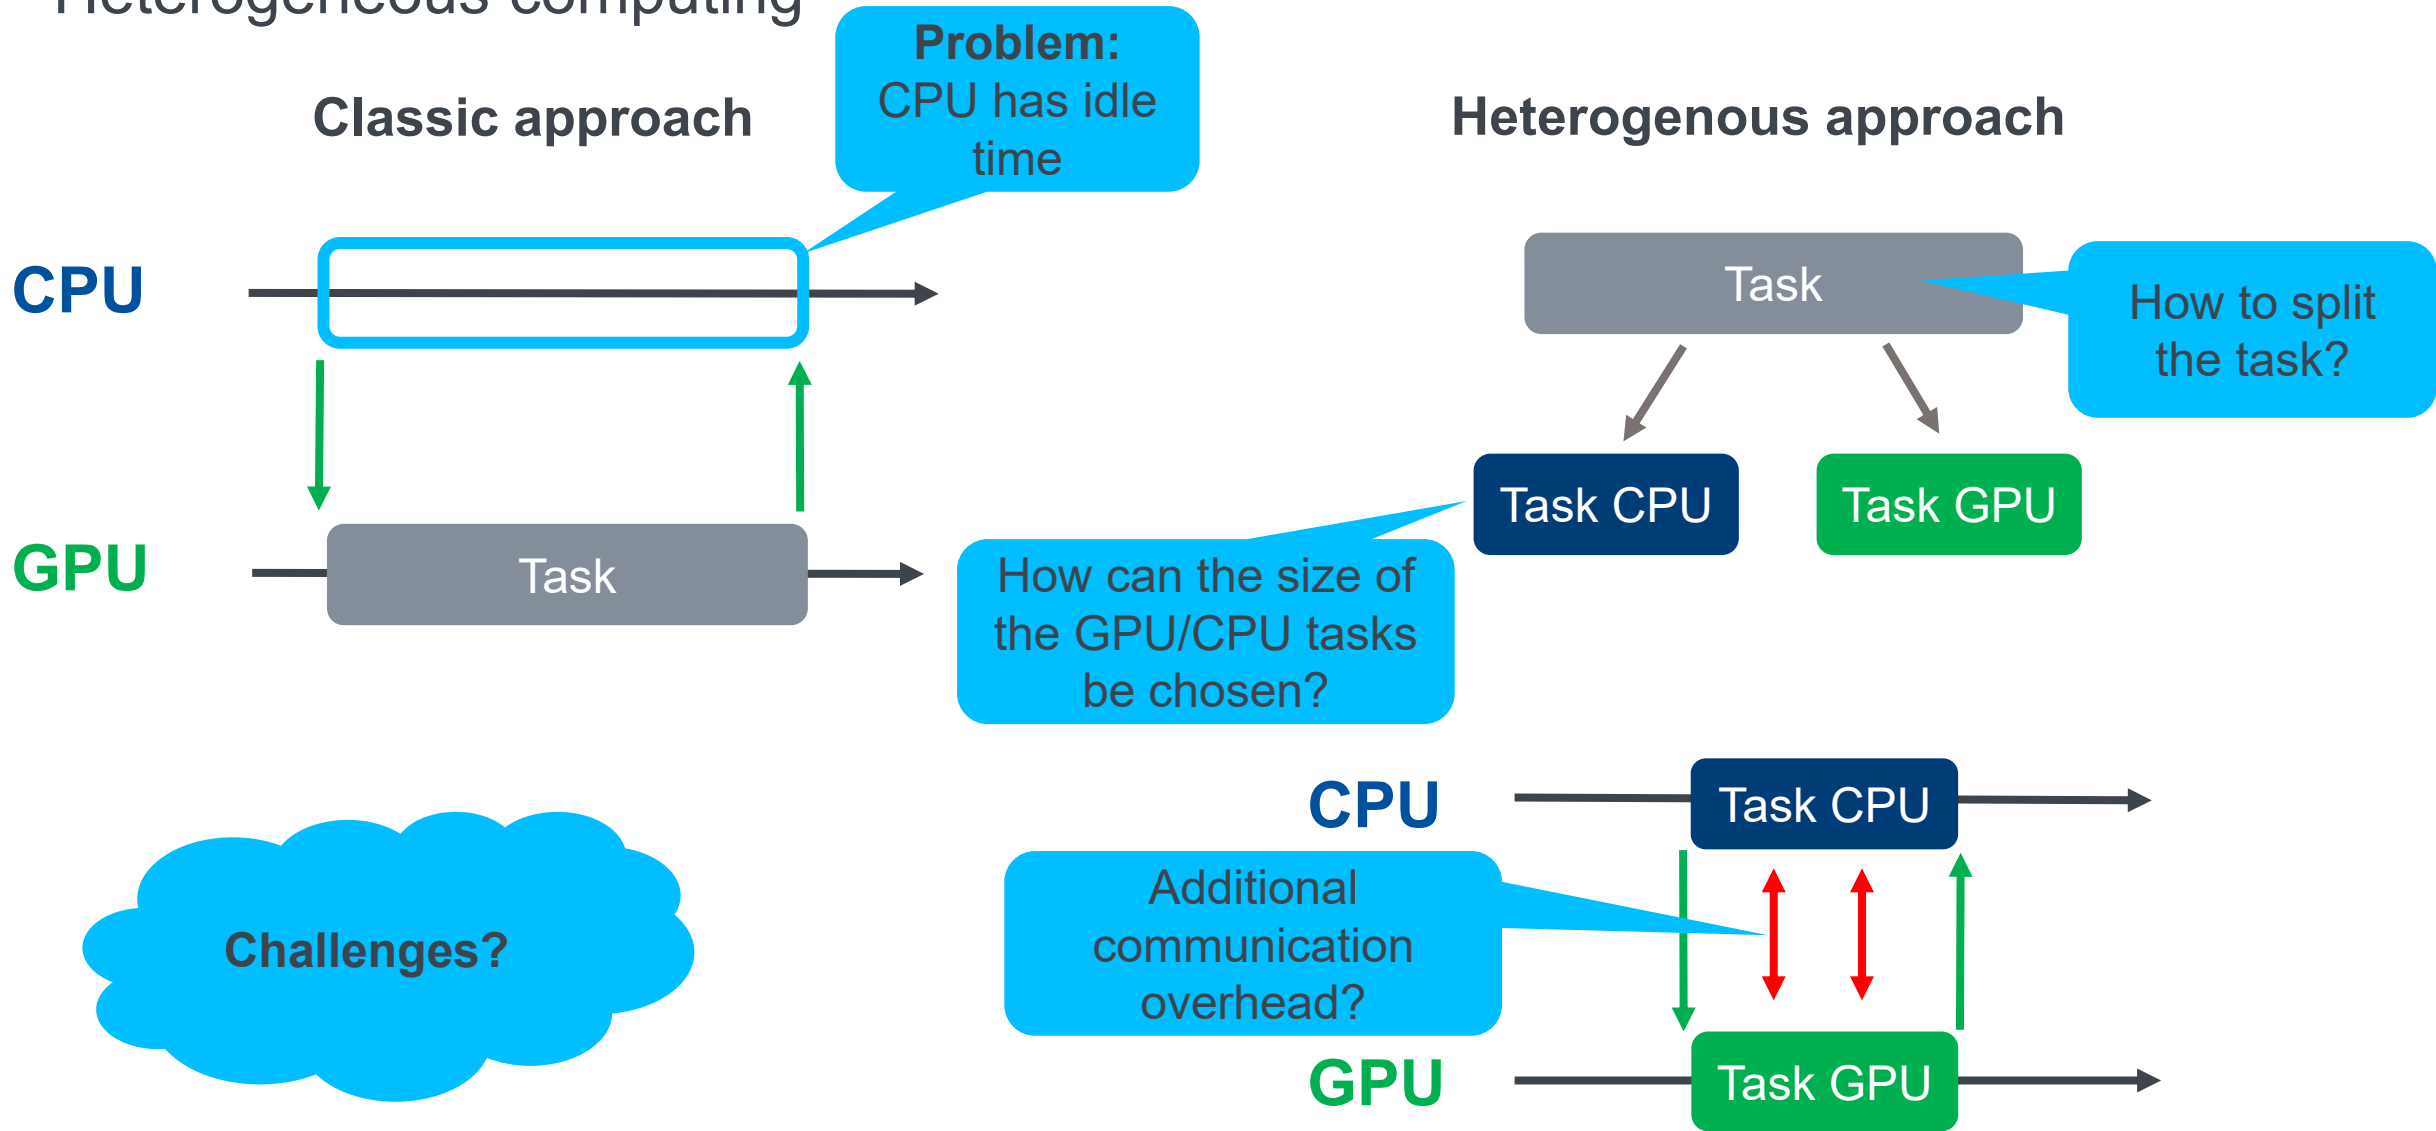 Heterogeneous computing
Problem:
CPU has idle
time
Classic approach
CPU
GPU
Task
Challenges?
Heterogenous approach
Task
How to split
the task?
Task CPU
Task GPU
How can the size of
the GPU/CPU tasks
be chosen?
CPU
Task CPU
Additional
communication
overhead?
GPU
Task GPU